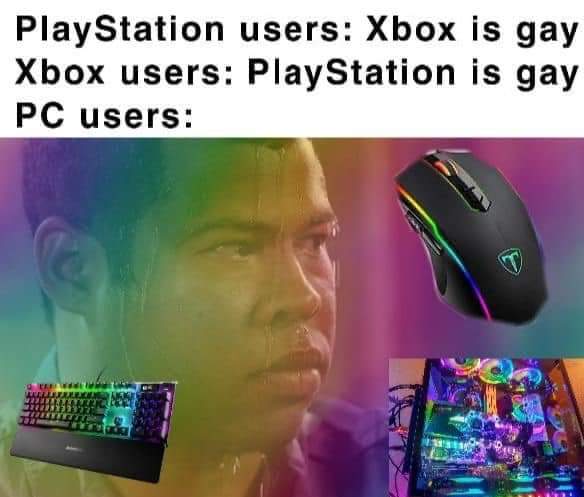 PlayStation users: Xbox is gay
Xbox users: PlayStation is gay
PC users: